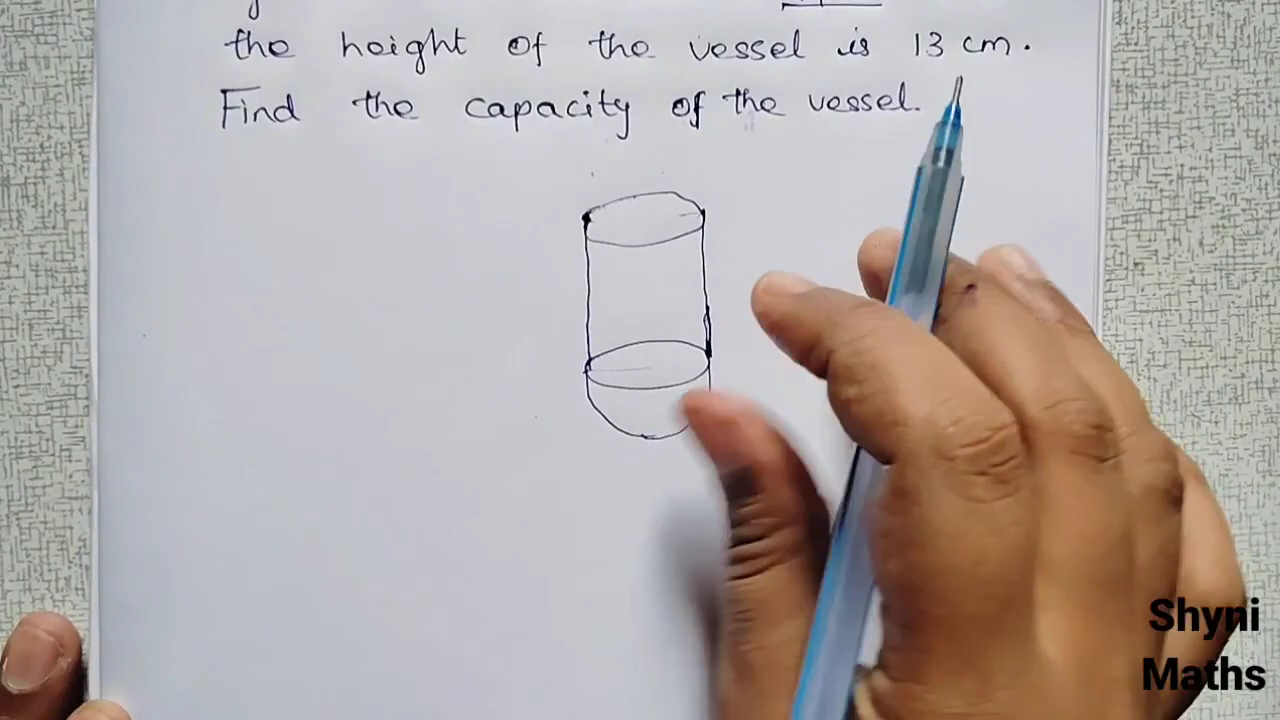 the height of the vessel is 13 cm.
Find the capacity of the vessel.
Shyni
Maths